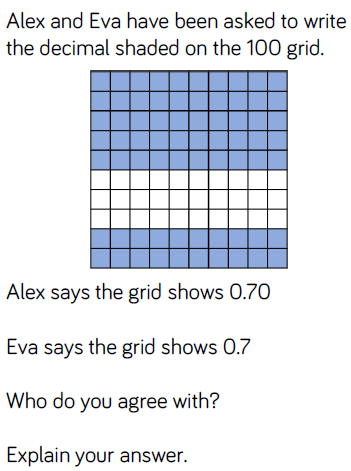 Alex and Eva have been asked to write
the decimal shaded on the 100 grid.
Alex says the grid shows 0.70
Eva says the grid shows 0.7
Who do you agree with?
Explain your answer.